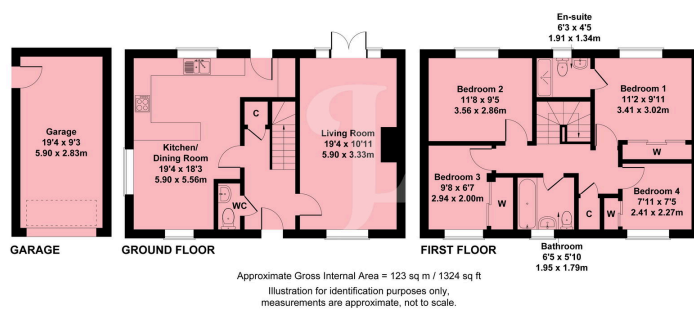 Garage
19'4 x 9'3
5.90 x 2.83m
GARAGE
Kitchen/
Dining Room
19'4 x 18'3
5.90 x 5.56m
C
WC
Living Room
19'4 x 10'11
5.90 x 3.33m
GROUND FLOOR
En-suite
6'3 x 4'5
1.91 x 1.34m
Bedroom 2
11'8 x 9'5
3.56 x 2.86m
Bedroom 1
11'2 x 9'11
3.41 x 3.02m
W
Bedroom 3
9'8 x 6'7
2.94 x 2.00m
W
C
W
Bedroom 4
7'11 x 7'5
2.41 x 2.27m
FIRST FLOOR
Bathroom
6'5 x 5'10
1.95 x 1.79m
Approximate Gross Internal Area = 123 sq m / 1324 sq ft
Illustration for identification purposes only,
measurements are approximate, not to scale.